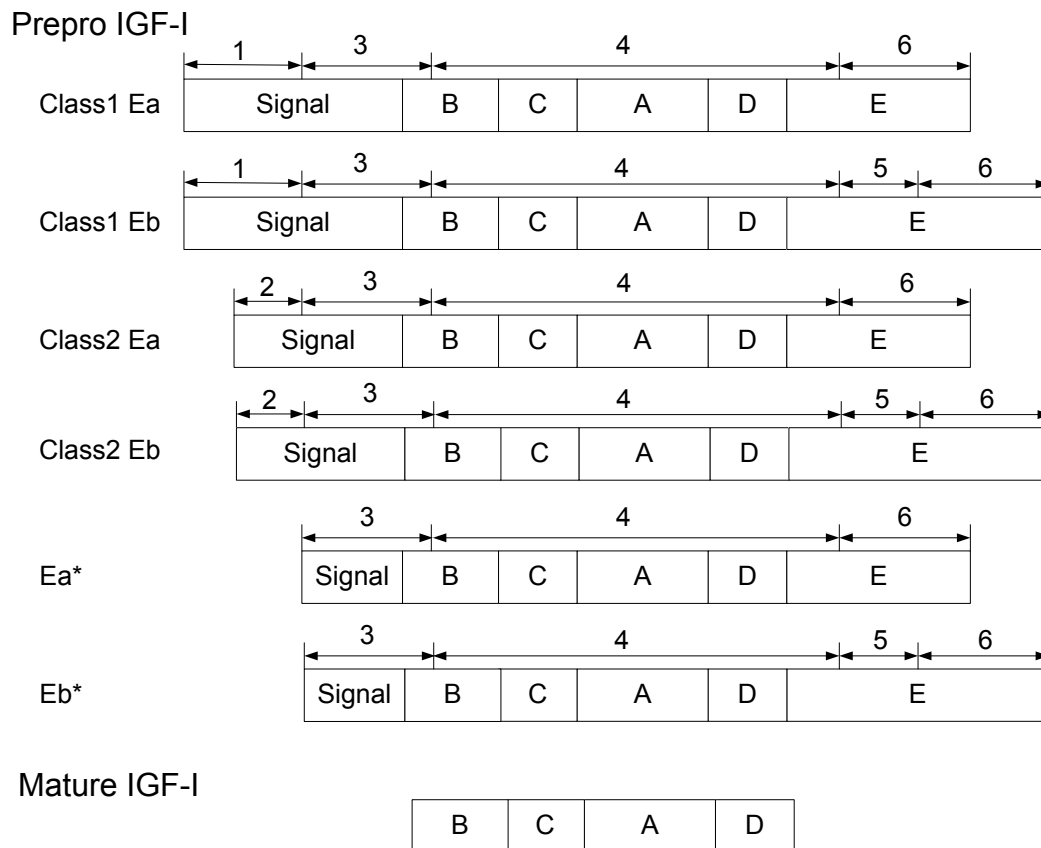 Prepro IGF-I
1 3 4 6
Class1 Ea Signal B C A D E
1 3 4 5 6
Class1 Eb Signal B C A D E
2 3 4 6
Class2 Ea Signal B C A D E
2 3 4 5 6
Class2 Eb Signal B C A D E
3 4 6
Ea* Signal B C A D E
3 4 5 6
Eb* Signal B C A D E
Mature IGF-I
B C A D